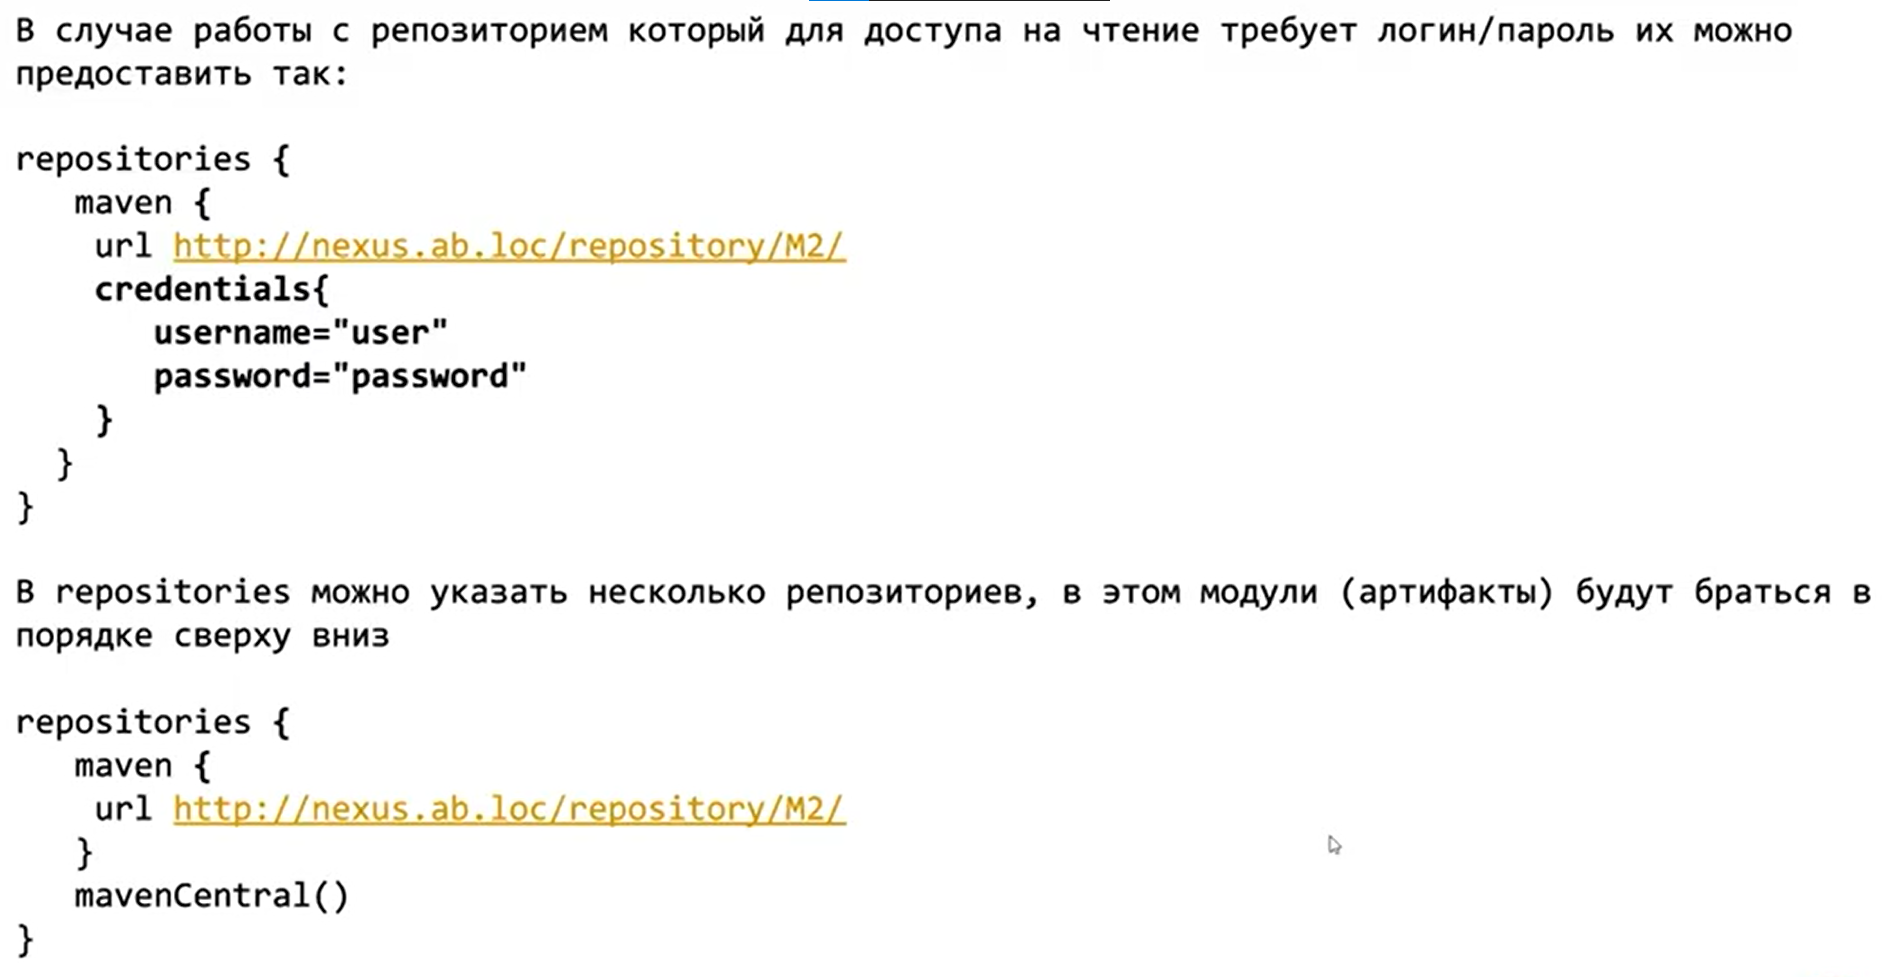 В случае работы с репозиторием который для доступа на чтение требует логин/пароль их можно
предоставить так:
repositories {
maven {
url http://nexus.ab.loc/repository/M2/
credentials{
username="user"
password="password"
}
}
}
В repositories можно указать несколько репозиториев, в этом модули (артифакты) будут браться в
порядке сверху вниз
repositories {
maven {
url http://nexus.ab.loc/repository/M2/
}
mavenCentral()
}